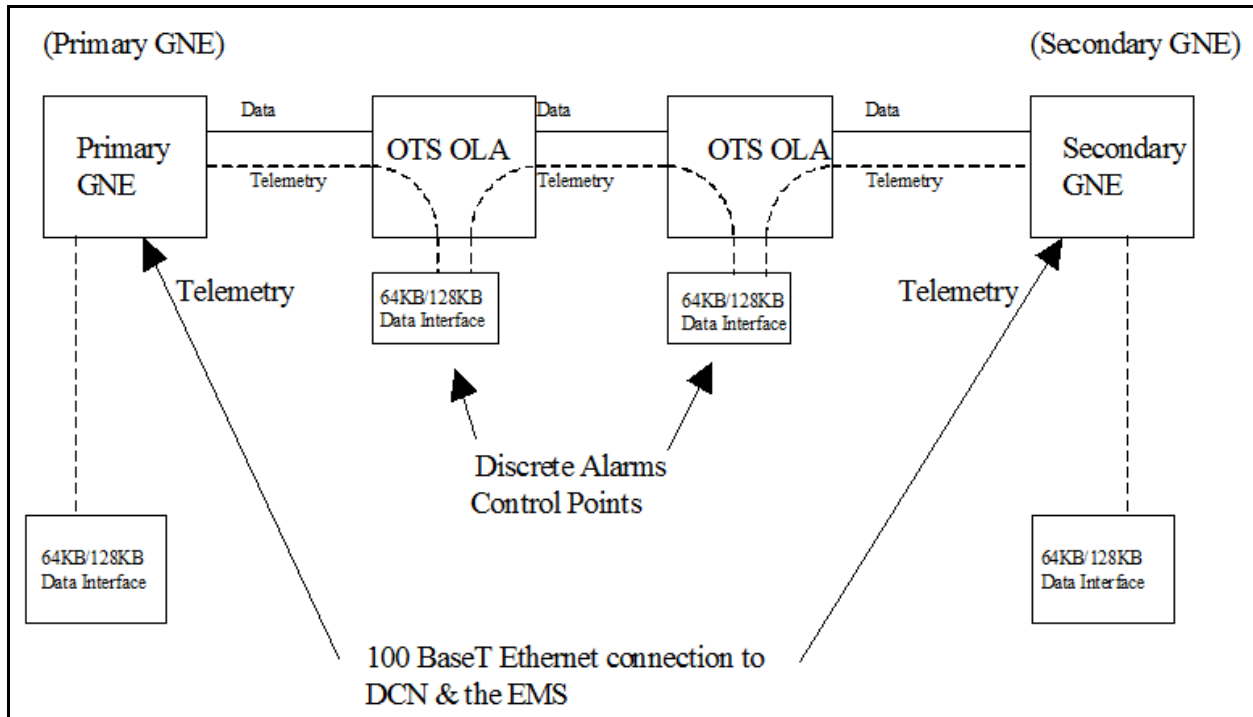 (Primary GNE)
(Secondary GNE)
Data
Data
Data
Primary
GNE
OTS OLA
OTS OLA
Secondary
GNE
Telemetry
Telemetry
Telemetry
Telemetry
Telemetry
64KB/128KB
Data Interface
64KB/128KB
Data Interface
Discrete Alarms
Control Points
64KB/128KB
Data Interface
64KB/128KB
Data Interface
100 BaseT Ethernet connection to
DCN & the EMS